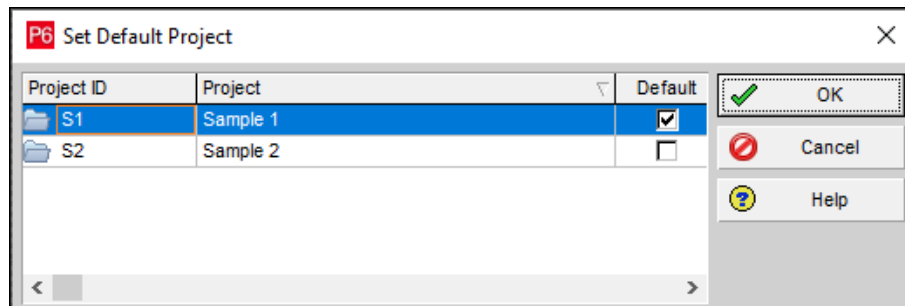 P6 Set Default Project
Project ID Project Default
S1 Sample 1
S2 Sample 2
OK
Cancel
? Help